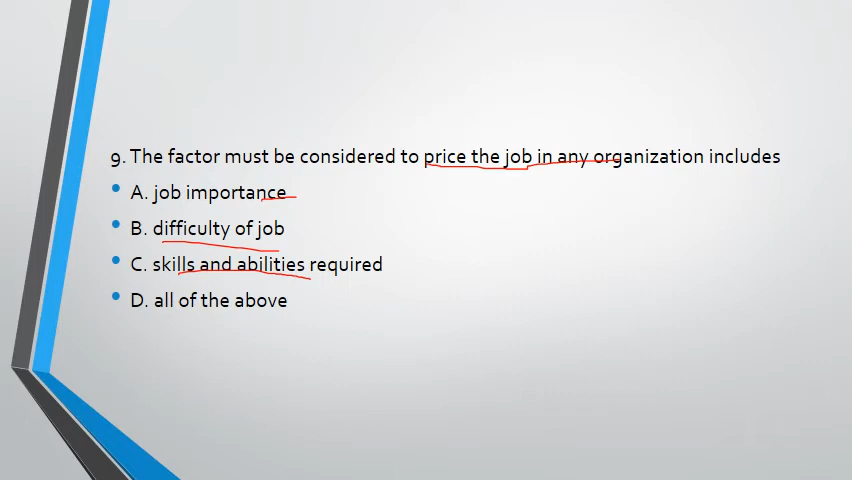 9. The factor must be considered to price the job in any organization includes
A. job importance
B. difficulty of job
C. skills and abilities required
D. all of the above